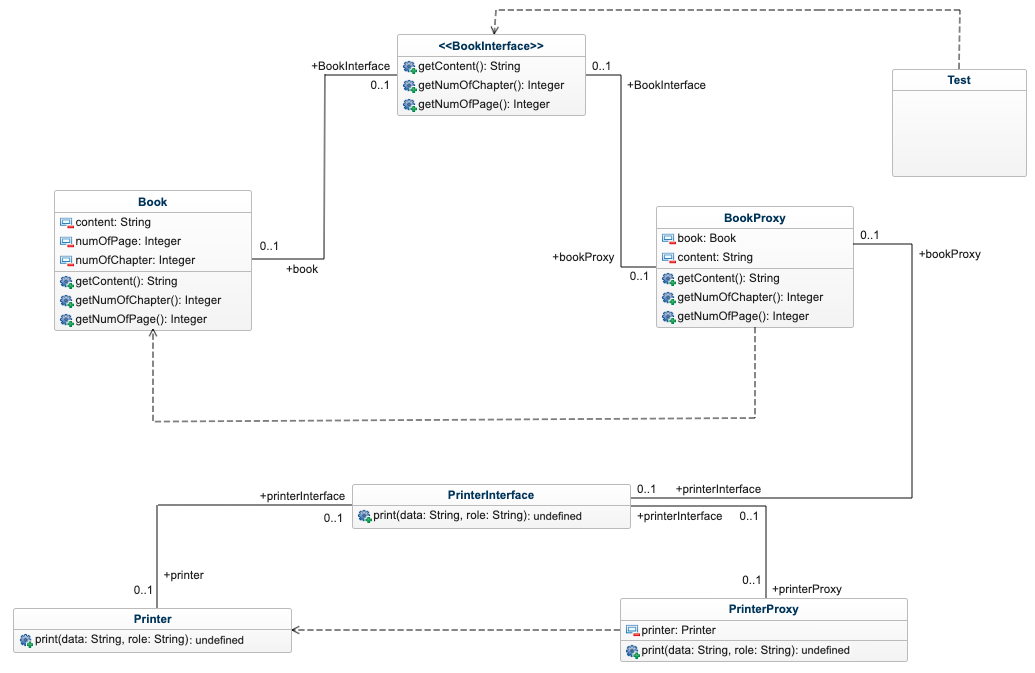 <<BookInterface>>
getContent(): String
getNumOfChapter(): Integer
getNumOfPage(): Integer
+BookInterface
0..1
0..1
+BookInterface
Test
Book
content: String
numOfPage: Integer
numOfChapter: Integer
getContent(): String
getNumOfChapter(): Integer
getNumOfPage(): Integer
0..1
+book
BookProxy
book: Book
content: String
getContent(): String
getNumOfChapter(): Integer
getNumOfPage(): Integer
+bookProxy
0..1
0..1
+bookProxy
PrinterInterface
print(data: String, role: String): undefined
+printerInterface
0..1
0..1
+printerInterface
+printerInterface
0..1
+printer
0..1
0..1
+printerProxy
Printer
print(data: String, role: String): undefined
PrinterProxy
printer: Printer
print(data: String, role: String): undefined